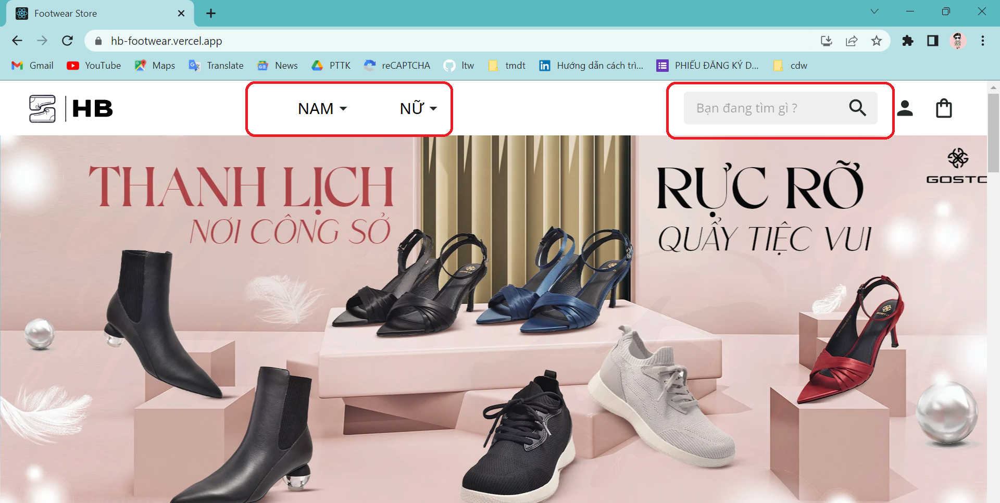 Footwear Store
hb-footwear.vercel.app
Gmail YouTube Maps Translate News PTTK reCAPTCHA ltw tmdt Hướng dẫn cách trì... PHIẾU ĐĂNG KÝ D... cdw
HB NAM NỮ Bạn đang tìm gì ?
THANH LỊCH
NƠI CÔNG SỞ
RỰC RỠ
QUẨY TIỆC VUI
GOSTO